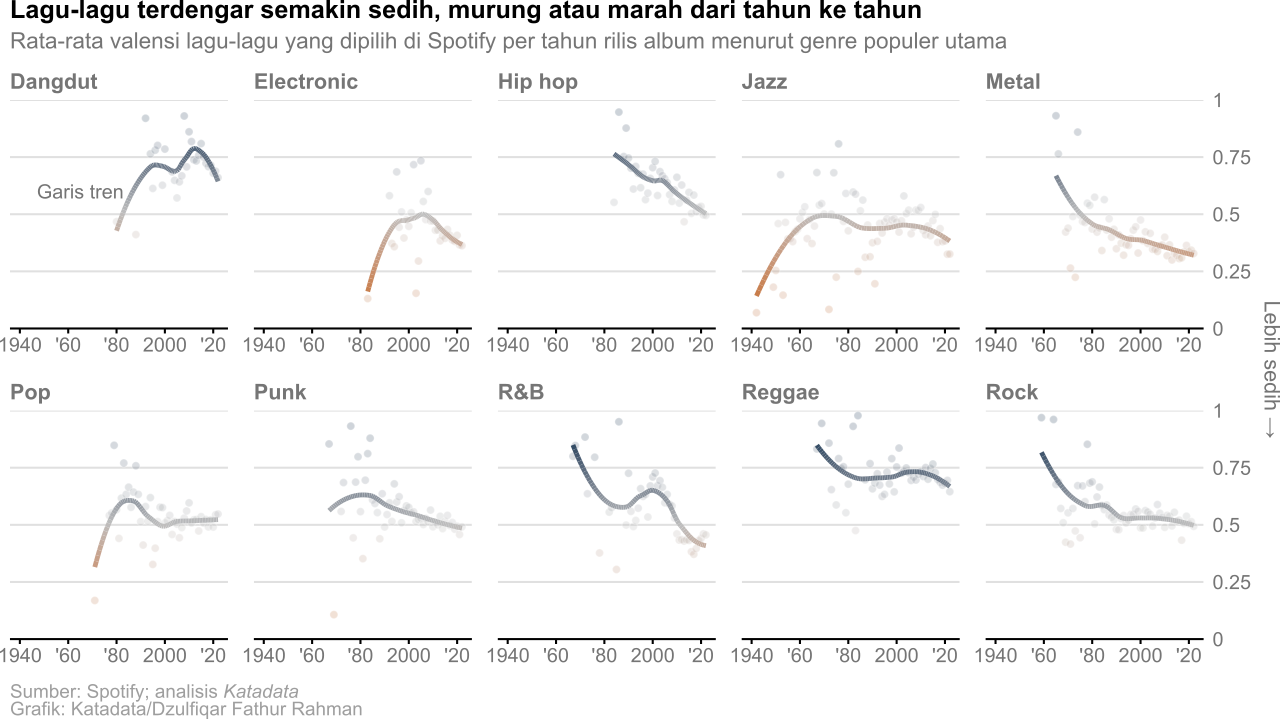 Lagu-lagu terdengar semakin sedih, murung atau marah dari tahun ke tahun
Rata-rata valensi lagu-lagu yang dipilih di Spotify per tahun rilis album menurut genre populer utama
Dangdut
Electronic
Hip hop
Jazz
Metal
1
0.75
0.5
0.25
0
Garis tren
1940 '60 '80 2000 '20
1940 '60 '80 2000 '20
1940 '60 '80 2000 '20
1940 '60 '80 2000 '20
1940 '60 '80 2000 '20
Lebih sedih →
Pop
Punk
R&B
Reggae
Rock
1
0.75
0.5
0.25
0
1940 '60 '80 2000 '20
1940 '60 '80 2000 '20
1940 '60 '80 2000 '20
1940 '60 '80 2000 '20
1940 '60 '80 2000 '20
Sumber: Spotify; analisis Katadata
Grafik: Katadata/Dzulfiqar Fathur Rahman